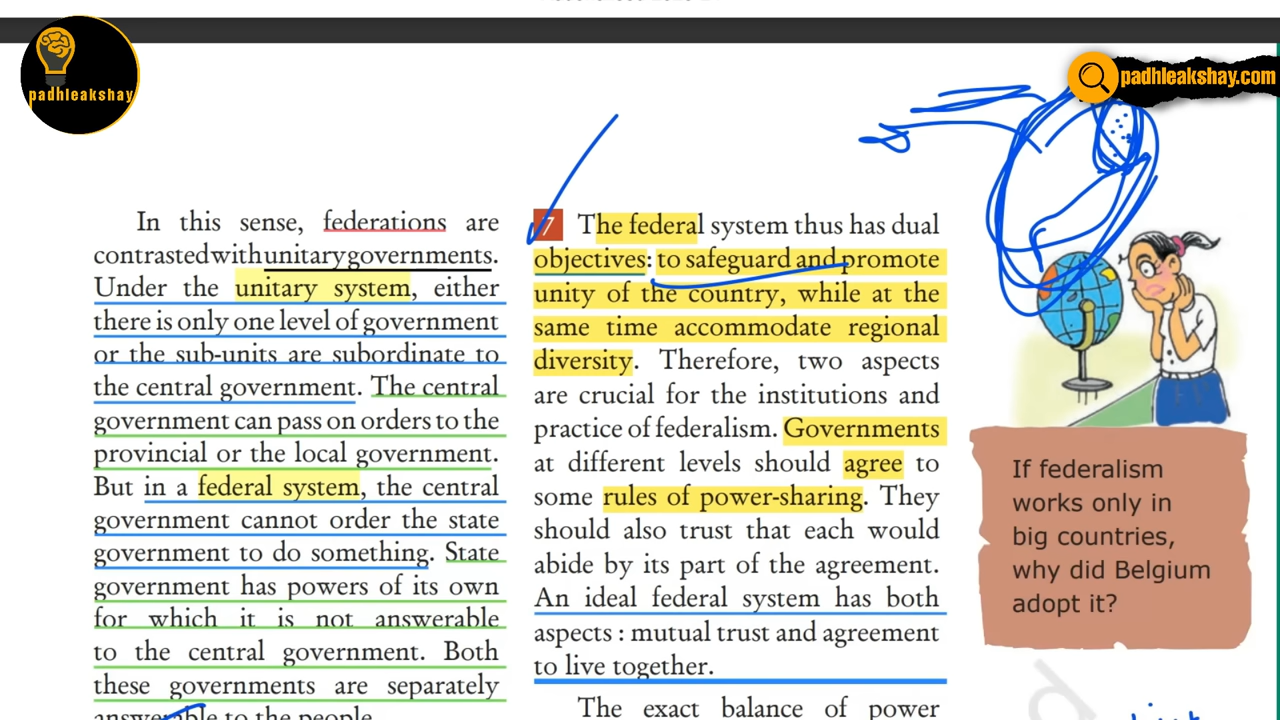 padhleakshay
padhleakshay.com
In this sense, federations are
contrasted with unitary governments.
Under the unitary system, either
there is only one level of government
or the sub-units are subordinate to
the central government. The central
government can pass on orders to the
provincial or the local government.
But in a federal system, the central
government cannot order the state
government to do something. State
government has powers of its own
for which it is not answerable
to the central government. Both
these governments are separately
answerable to the people.
7 The federal system thus has dual
objectives: to safeguard and promote
unity of the country, while at the
same time accommodate regional
diversity. Therefore, two aspects
are crucial for the institutions and
practice of federalism. Governments
at different levels should agree to
some rules of power-sharing. They
should also trust that each would
abide by its part of the agreement.
An ideal federal system has both
aspects : mutual trust and agreement
to live together.
The exact balance of power
If federalism
works only in
big countries,
why did Belgium
adopt it?